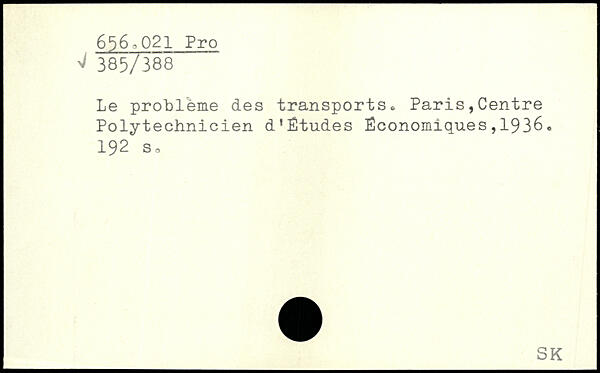 656.021 Pro
√ 385/388
Le problème des transports. Paris,Centre
Polytechnicien d'Études Économiques,1936.
192 s.
SK